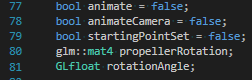 77 bool animate = false;
78 bool animateCamera = false;
79 bool startingPointSet = false;
80 glm::mat4 propellerRotation;
81 GLfloat rotationAngle;